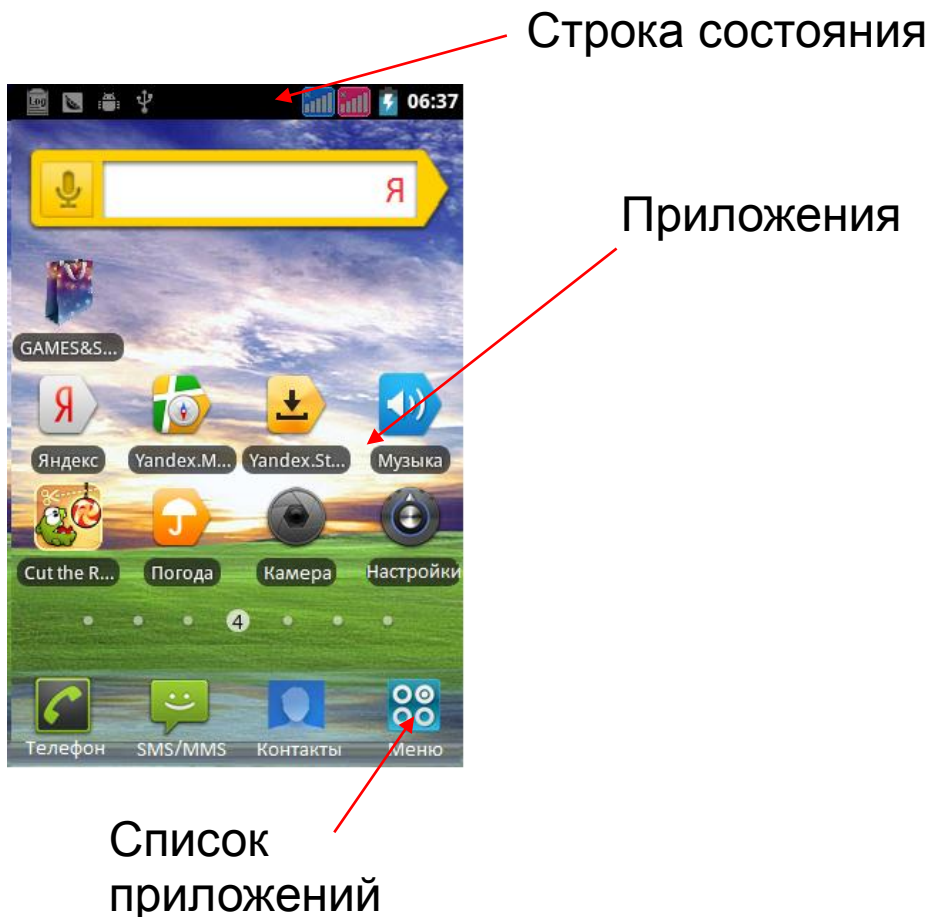 Строка состояния
Log
06:37
Я
Приложения
GAMES&S...
Я
Яндекс
Yandex.M...
Yandex.St...
Музыка
Cut the R...
Погода
Камера
Настройки
4
Телефон
SMS/MMS
Контакты
Меню
Список
приложений